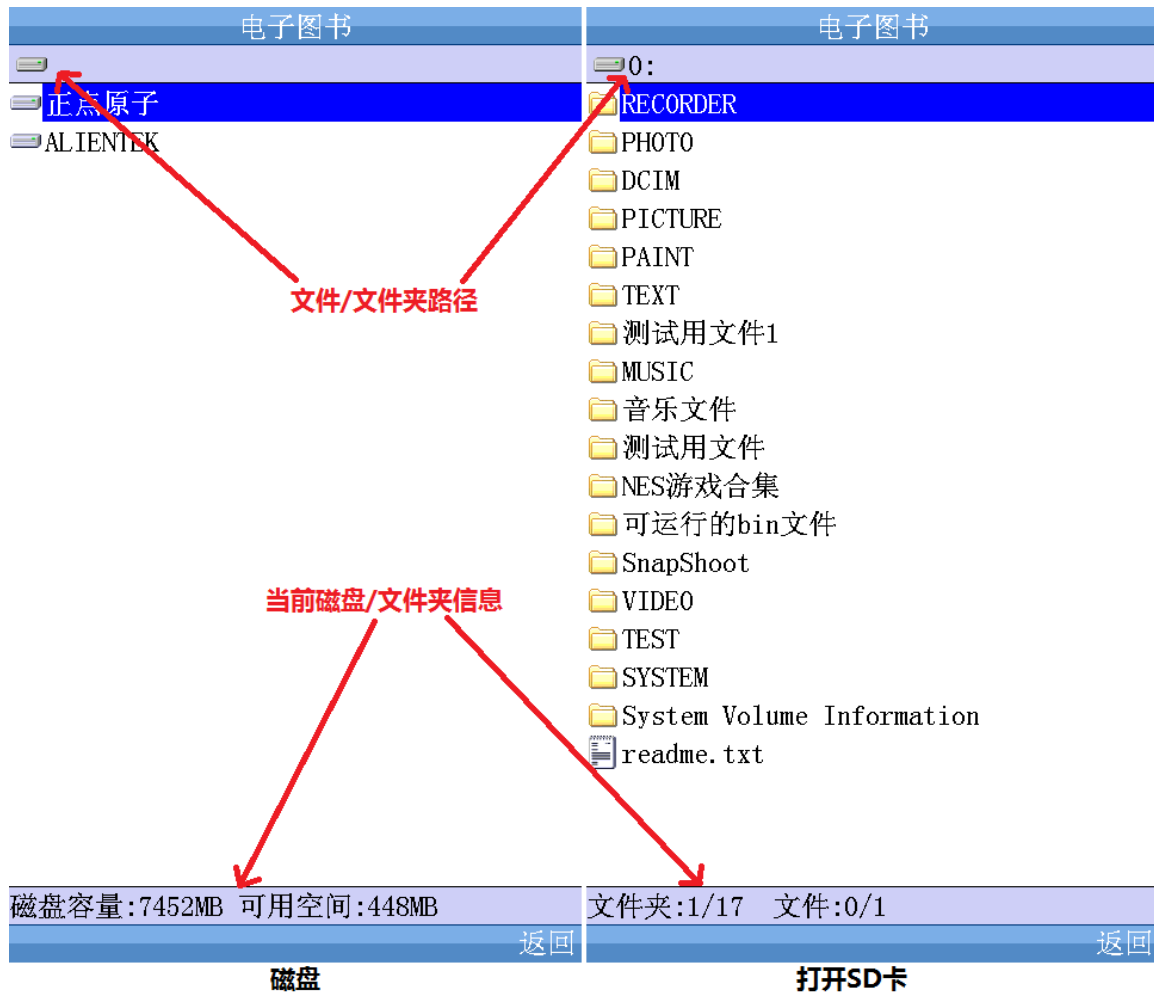 电子图书
正点原子
ALIENTEK
文件/文件夹路径
当前磁盘/文件夹信息
磁盘容量:7452MB 可用空间:448MB
返回
磁盘
电子图书
0:
RECORDER
PHOTO
DCIM
PICTURE
PAINT
TEXT
测试用文件1
MUSIC
音乐文件
测试用文件
NES游戏合集
可运行的bin文件
SnapShoot
VIDEO
TEST
SYSTEM
System Volume Information
readme.txt
文件夹:1/17 文件:0/1
返回
打开SD卡